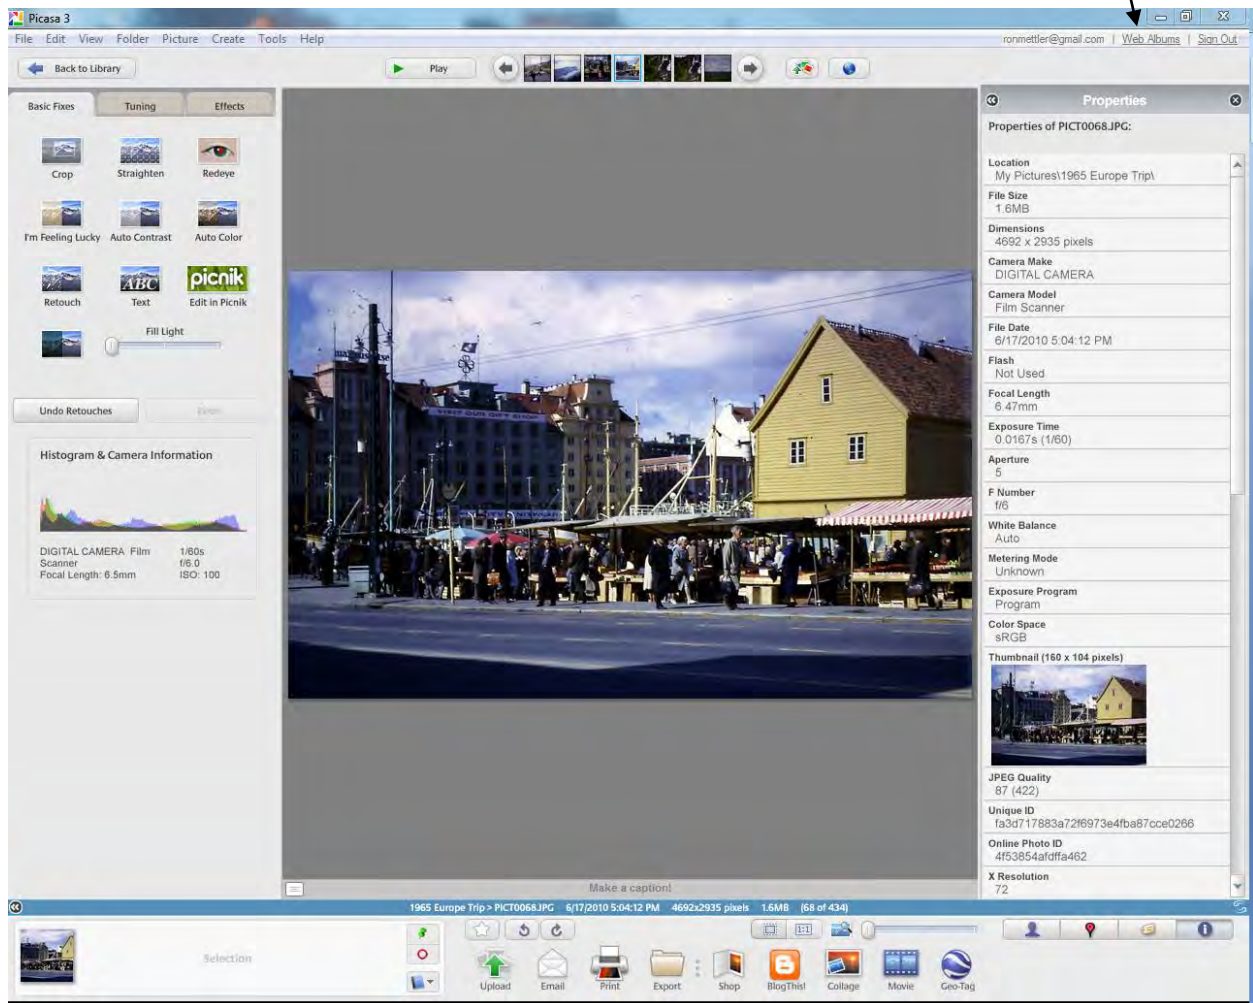 Picasa 3
File Edit View Folder Picture Create Tools Help
ronmettler@gmail.com | Web Albums | Sign Out
Back to Library
Play
Basic Fixes Tuning Effects
Crop Straighten Redeye
I'm Feeling Lucky Auto Contrast Auto Color
ABC picnik
Retouch Text Edit in Picnik
Fill Light
Undo Retouches
Histogram & Camera Information
DIGITAL CAMERA Film 1/60s
Scanner f/6.0
Focal Length: 6.5mm ISO: 100
VISIT OUR GIFT SHOP
Make a caption!
Properties
Properties of PICT0068.JPG:
Location
My Pictures\1965 Europe Trip\
File Size
1.6MB
Dimensions
4692 x 2935 pixels
Camera Make
DIGITAL CAMERA
Camera Model
Film Scanner
File Date
6/17/2010 5:04:12 PM
Flash
Not Used
Focal Length
6.47mm
Exposure Time
0.0167s (1/60)
Aperture
5
F Number
f/6
White Balance
Auto
Metering Mode
Unknown
Exposure Program
Program
Color Space
sRGB
Thumbnail (160 x 104 pixels)
JPEG Quality
87 (422)
Unique ID
fa3d717883a72f6973e4fba87cce0266
Online Photo ID
4f53854afdffa462
X Resolution
72
1965 Europe Trip > PICT0068.JPG 6/17/2010 5:04:12 PM 4692x2935 pixels 1.6MB (68 of 434)
Selection
1:1
Upload Email Print Export Shop BlogThis! Collage Movie Geo-Tag